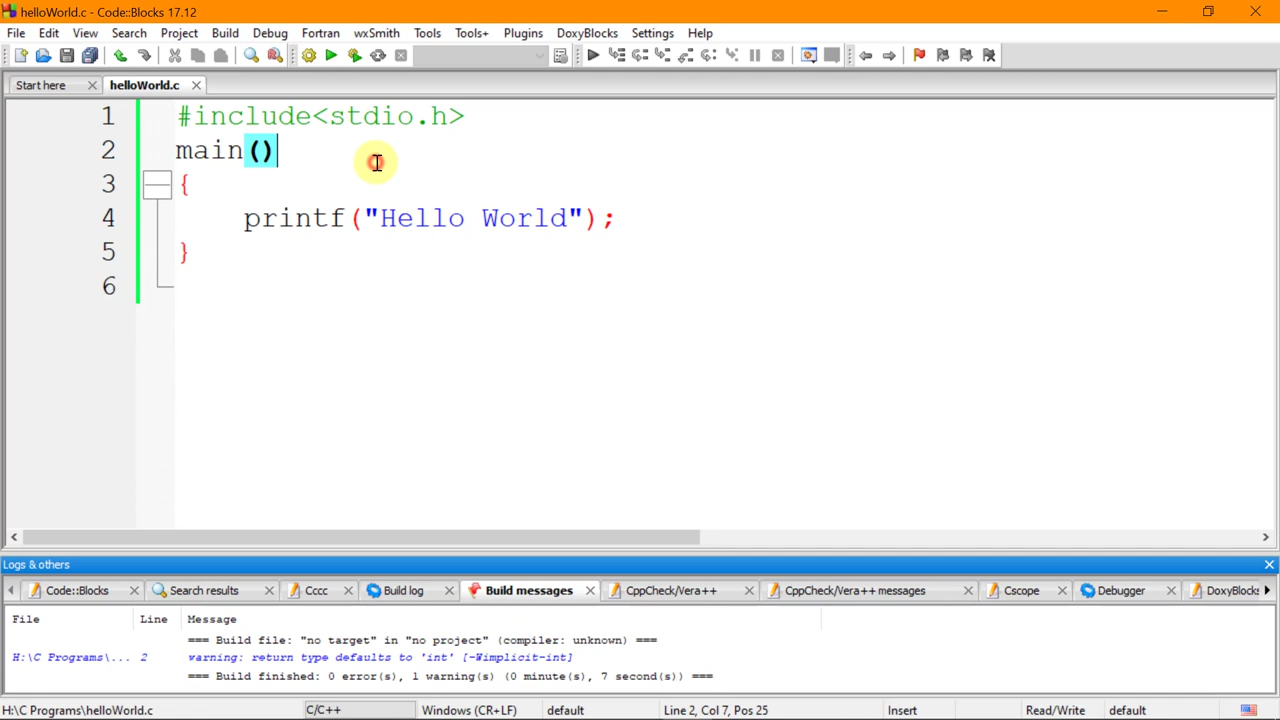 helloWorld.c - Code::Blocks 17.12
File Edit View Search Project Build Debug Fortran wxSmith Tools Tools+ Plugins DoxyBlocks Settings Help
Start here helloWorld.c
1 #include<stdio.h>
2 main()
3 {
4 printf("Hello World");
5 }
6
Logs & others
Code::Blocks Search results Cccc Build log Build messages CppCheck/Vera++ CppCheck/Vera++ messages Cscope Debugger DoxyBlocks
File Line Message
=== Build file: "no target" in "no project" (compiler: unknown) ===
H:\C Programs\... 2 warning: return type defaults to 'int' [-Wimplicit-int]
=== Build finished: 0 error(s), 1 warning(s) (0 minute(s), 7 second(s)) ===
H:\C Programs\helloWorld.c C/C++ Windows (CR+LF) default Line 2, Col 7, Pos 25 Insert Read/Write default